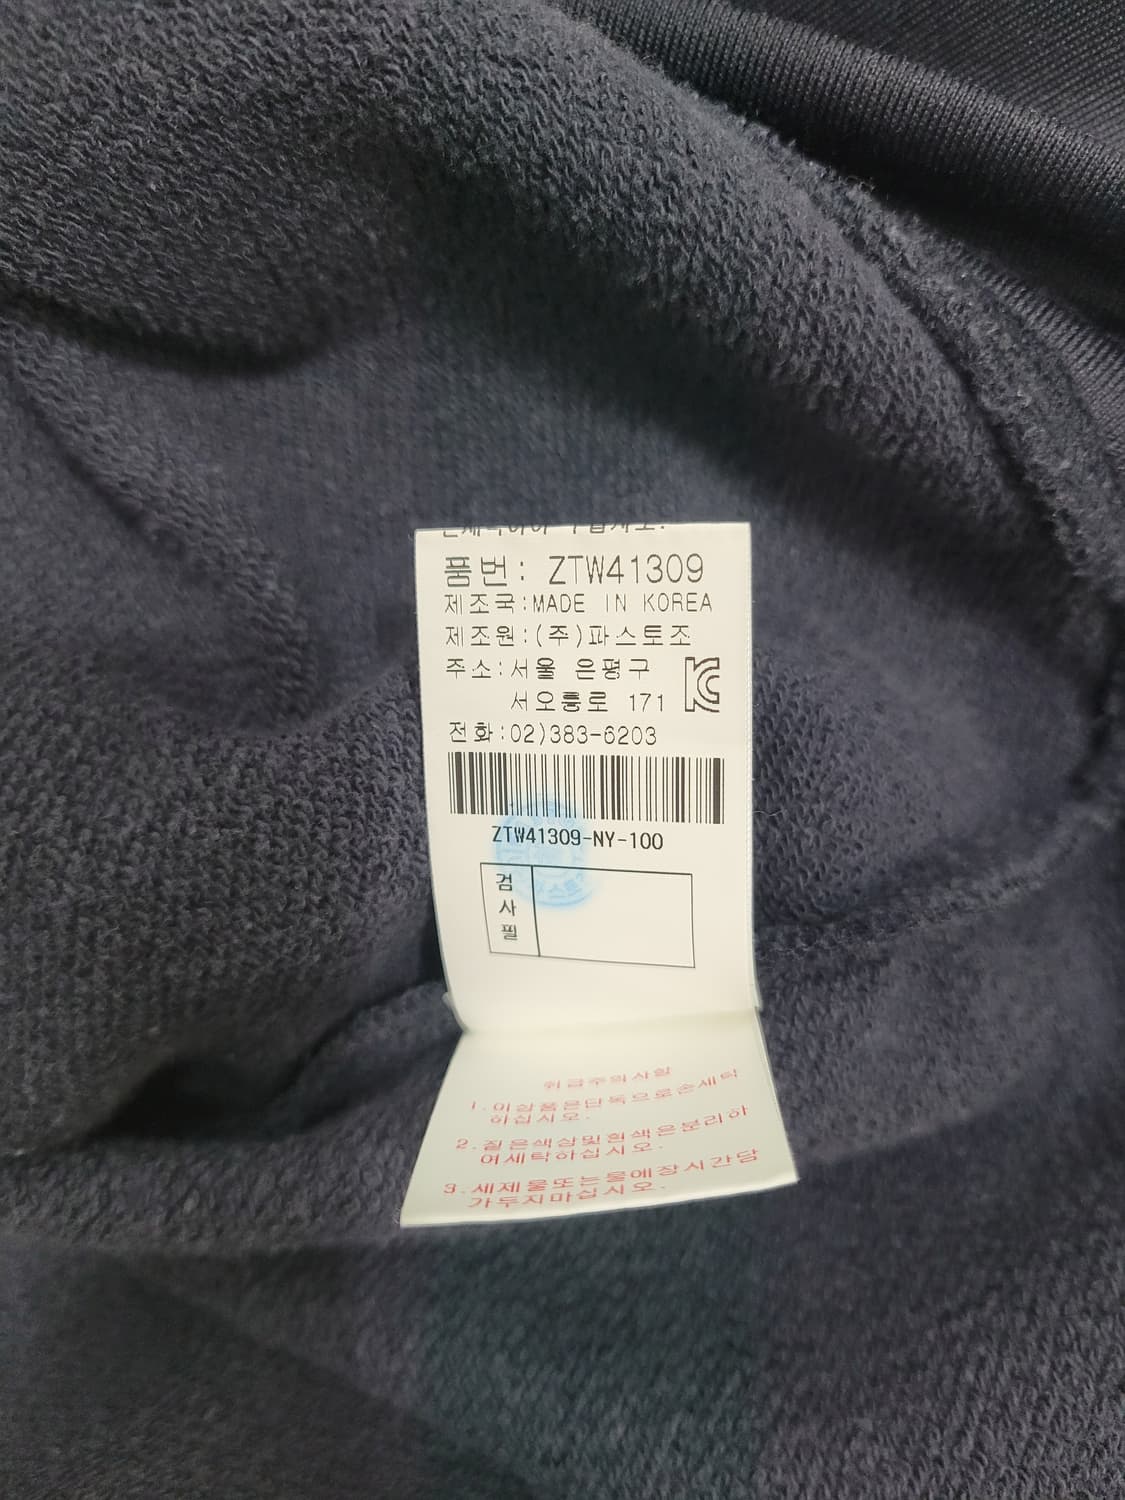 품번: ZTW41309
제조국:MADE IN KOREA
제조원:(주)파스토조
주소:서울 은평구
서오릉로 171
전화:02)383-6203
ZTW41309-NY-100
검
사
필
취급주의사항
1.이상품은단독으로손세탁
하십시오.
2.짙은색상및흰색은분리하
여세탁하십시오.
3.세제물또는물에장시간담
가두지마십시오.